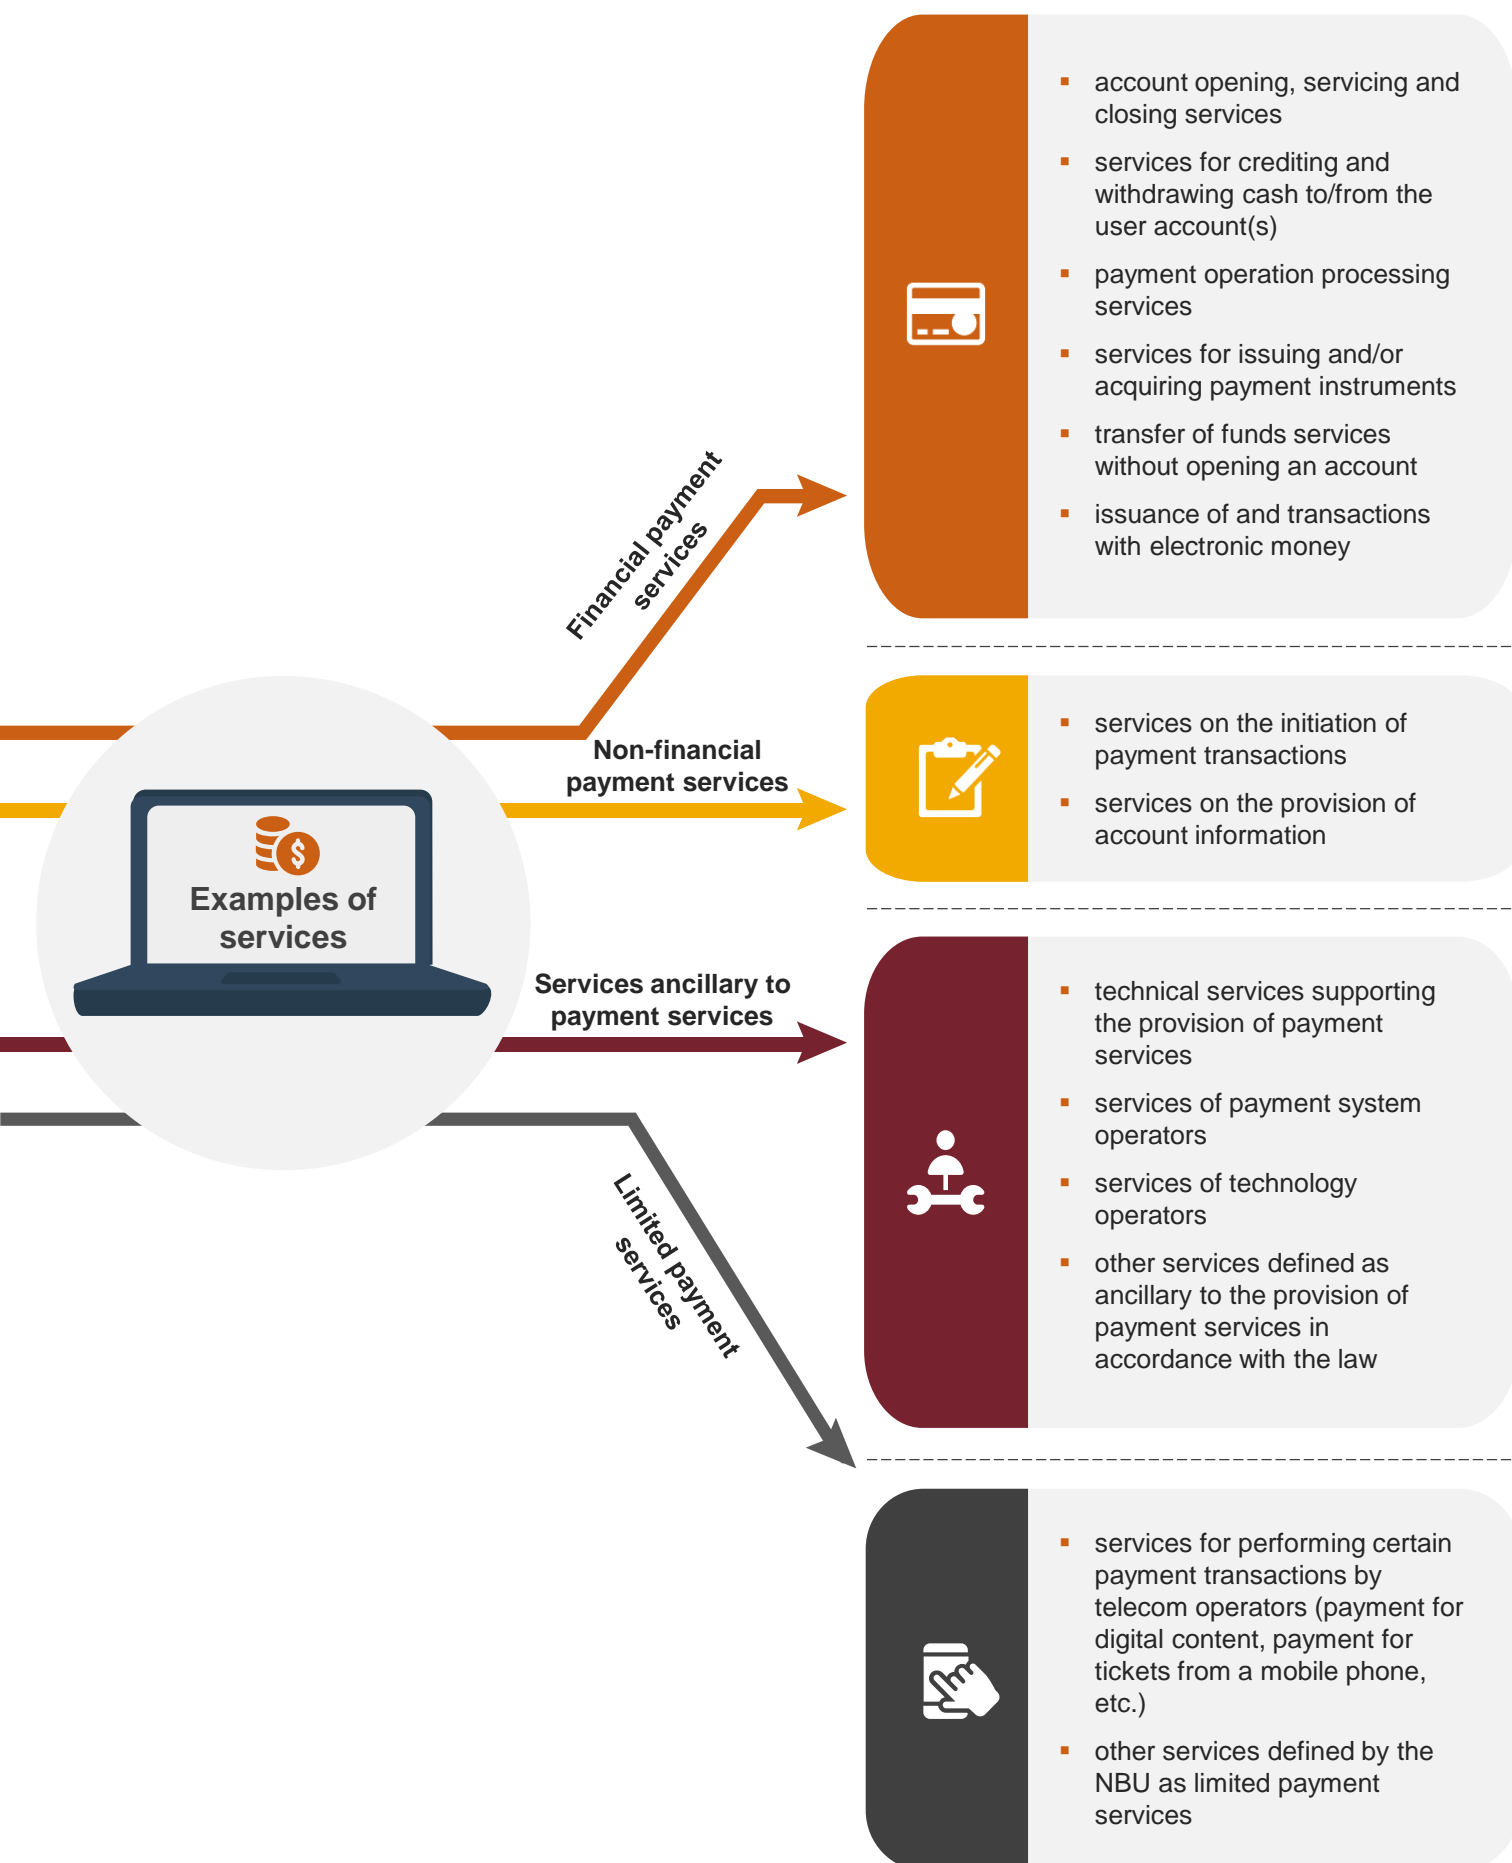 account opening, servicing and
closing services
services for crediting and
withdrawing cash to/from the
user account(s)
payment operation processing
services
services for issuing and/or
acquiring payment instruments
transfer of funds services
without opening an account
issuance of and transactions
with electronic money
Financial payment
services
Non-financial
payment services
services on the initiation of
payment transactions
services on the provision of
account information
$
Examples of
services
Services ancillary to
payment services
technical services supporting
the provision of payment
services
services of payment system
operators
services of technology
operators
other services defined as
ancillary to the provision of
payment services in
accordance with the law
Limited payment
services
services for performing certain
payment transactions by
telecom operators (payment for
digital content, payment for
tickets from a mobile phone,
etc.)
other services defined by the
NBU as limited payment
services